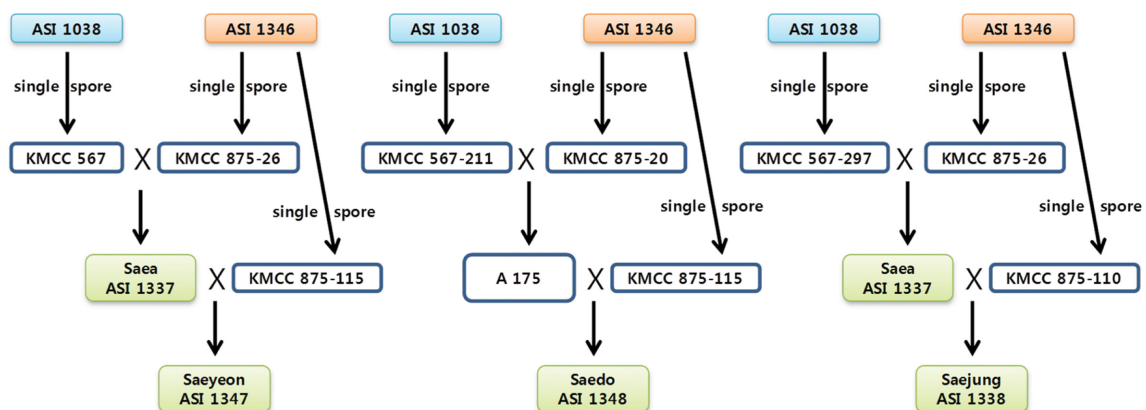 ASI 1038
ASI 1346
ASI 1038
ASI 1346
ASI 1038
ASI 1346
single spore
single spore
single spore
single spore
single spore
single spore
KMCC 567
X
KMCC 875-26
KMCC 567-211
X
KMCC 875-20
KMCC 567-297
X
KMCC 875-26
single spore
single spore
single spore
Saea
ASI 1337
X
KMCC 875-115
A 175
X
KMCC 875-115
Saea
ASI 1337
X
KMCC 875-110
Saeyeon
ASI 1347
Saedo
ASI 1348
Saejung
ASI 1338